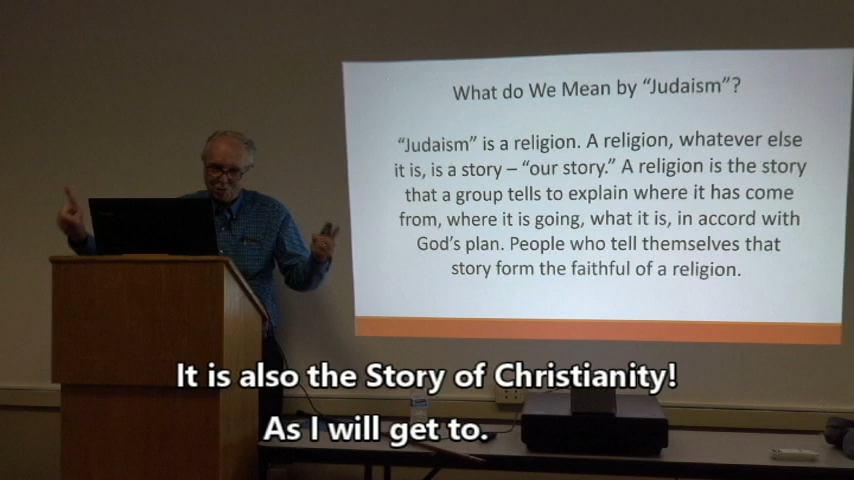 What do We Mean by “Judaism”?
“Judaism” is a religion. A religion, whatever else
it is, is a story – “our story.” A religion is the story
that a group tells to explain where it has come
from, where it is going, what it is, in accord with
God’s plan. People who tell themselves that
story form the faithful of a religion.
It is also the Story of Christianity!
As I will get to.